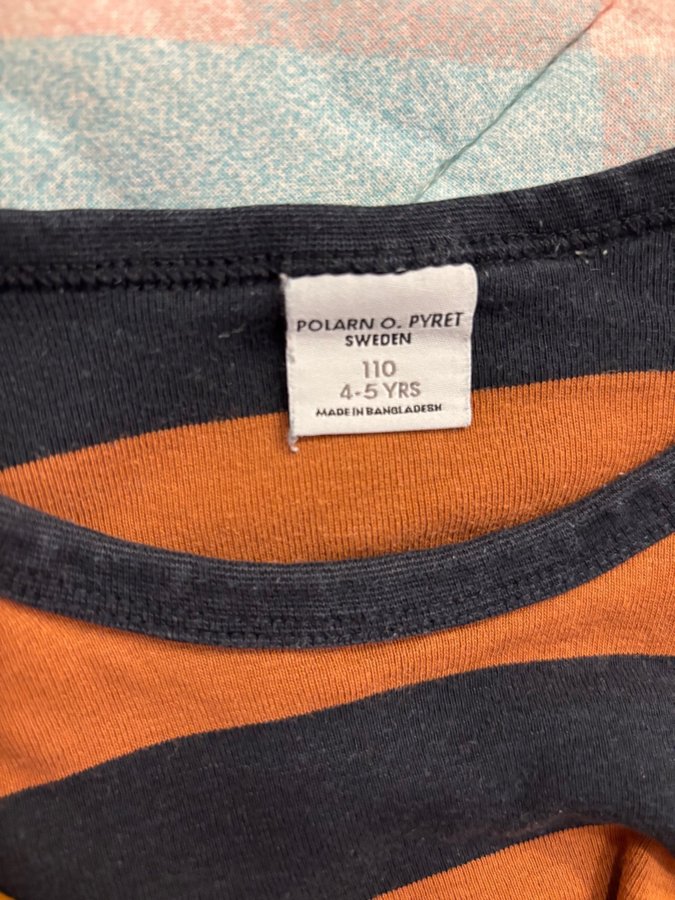 POLARN O. PYRET
SWEDEN
110
4-5 YRS
MADE IN BANGLADESH